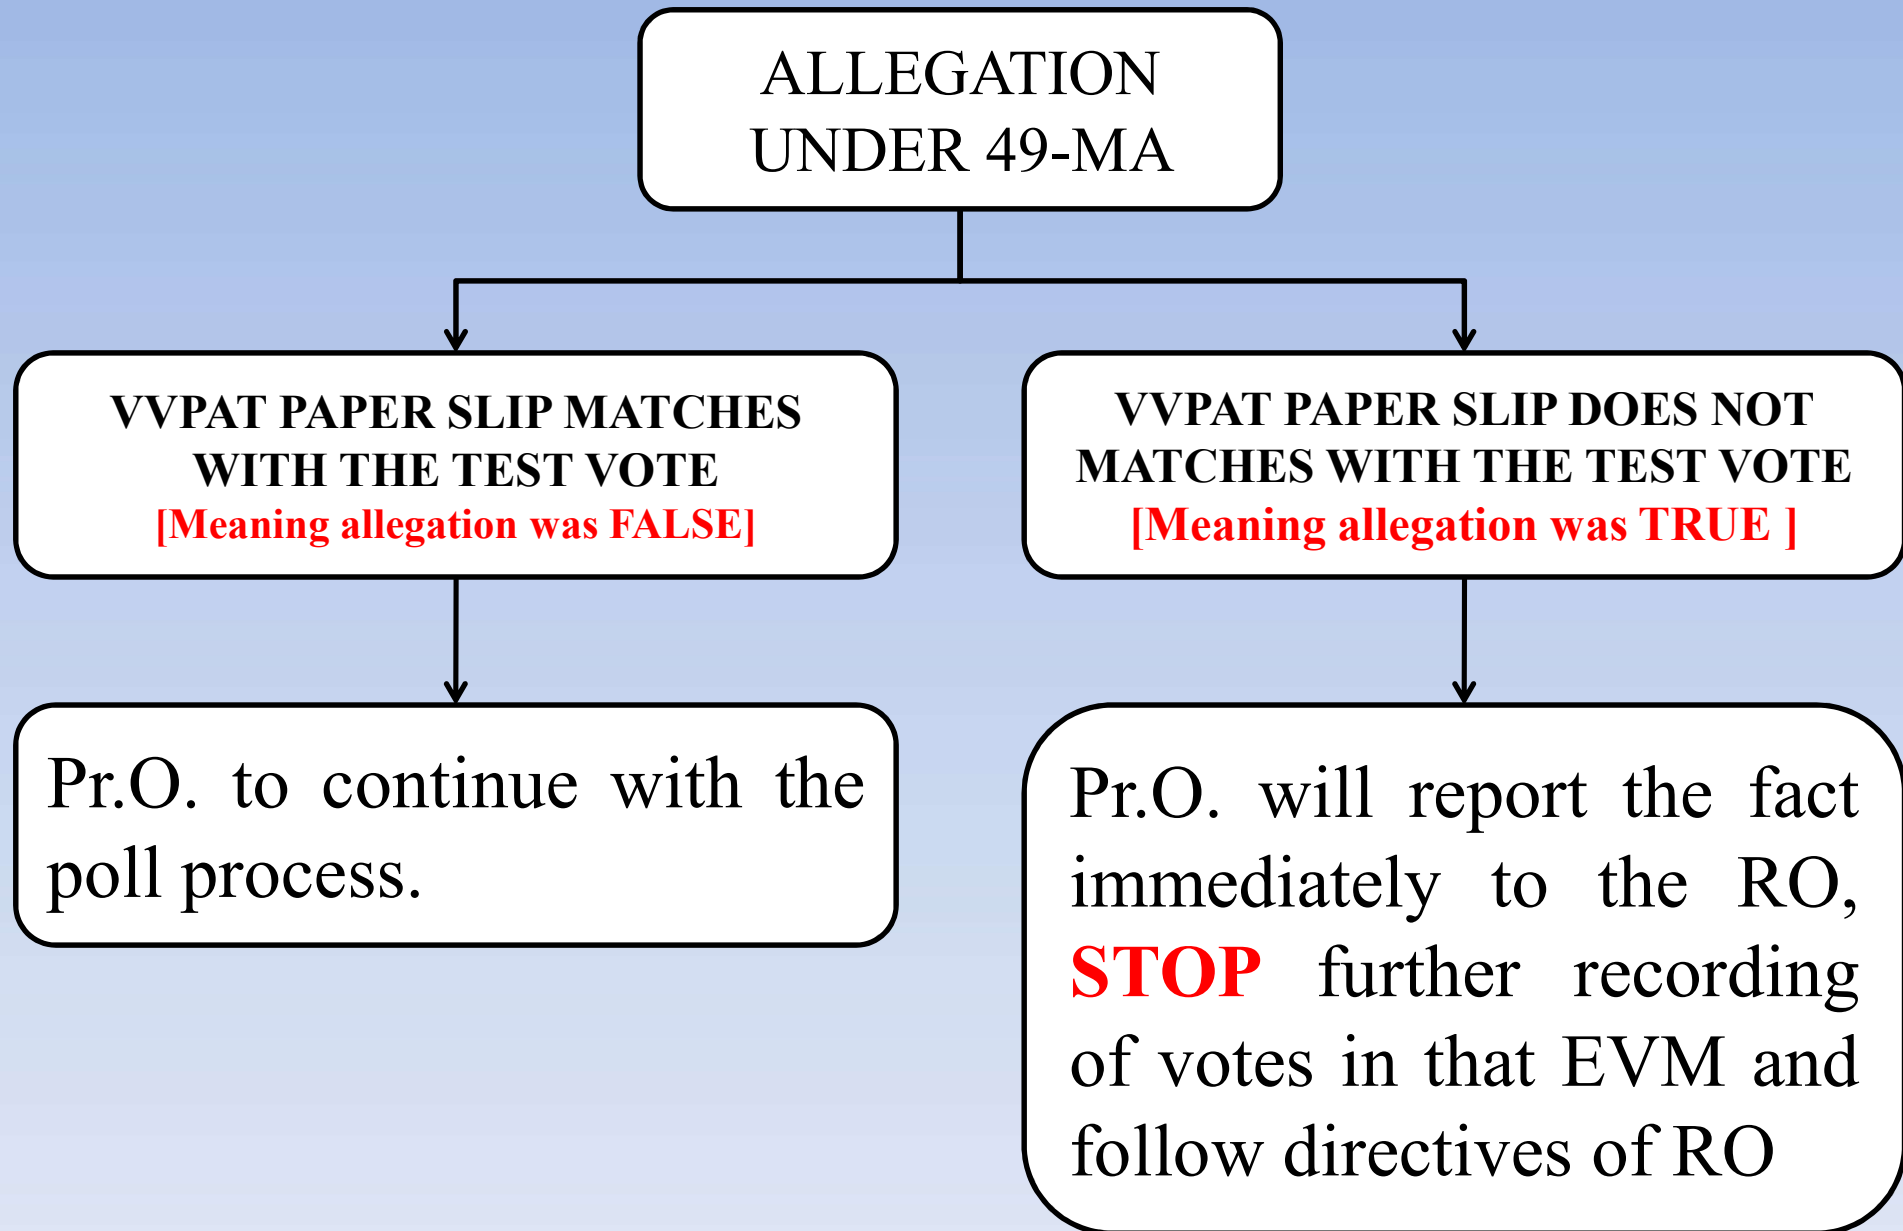 ALLEGATION
UNDER 49-MA
VVPAT PAPER SLIP MATCHES
WITH THE TEST VOTE
[Meaning allegation was FALSE]
VVPAT PAPER SLIP DOES NOT
MATCHES WITH THE TEST VOTE
[Meaning allegation was TRUE ]
Pr.O. to continue with the
poll process.
Pr.O. will report the fact
immediately to the RO,
STOP further recording
of votes in that EVM and
follow directives of RO